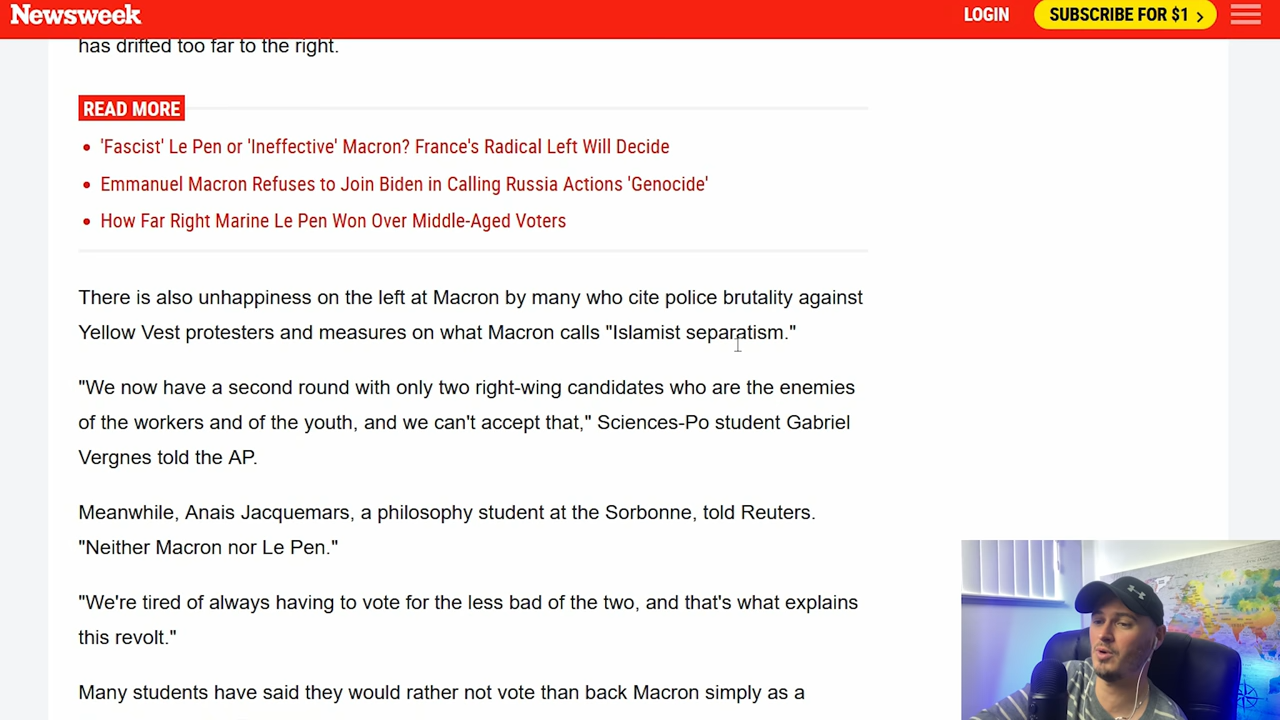 Newsweek
LOGIN
SUBSCRIBE FOR $1 >
has drifted too far to the right.
READ MORE
'Fascist' Le Pen or 'Ineffective' Macron? France's Radical Left Will Decide
Emmanuel Macron Refuses to Join Biden in Calling Russia Actions 'Genocide'
How Far Right Marine Le Pen Won Over Middle-Aged Voters
There is also unhappiness on the left at Macron by many who cite police brutality against
Yellow Vest protesters and measures on what Macron calls "Islamist separatism."
"We now have a second round with only two right-wing candidates who are the enemies
of the workers and of the youth, and we can't accept that," Sciences-Po student Gabriel
Vergnes told the AP.
Meanwhile, Anais Jacquemars, a philosophy student at the Sorbonne, told Reuters.
"Neither Macron nor Le Pen."
"We're tired of always having to vote for the less bad of the two, and that's what explains
this revolt."
Many students have said they would rather not vote than back Macron simply as a